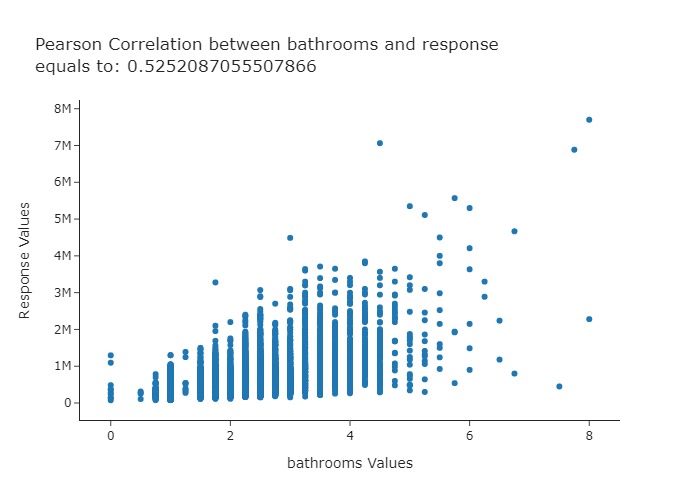 Pearson Correlation between bathrooms and response
equals to: 0.5252087055507866
8M
7M
6M
5M
4M
3M
2M
1M
0
Response Values
0
2
4
6
8
bathrooms Values